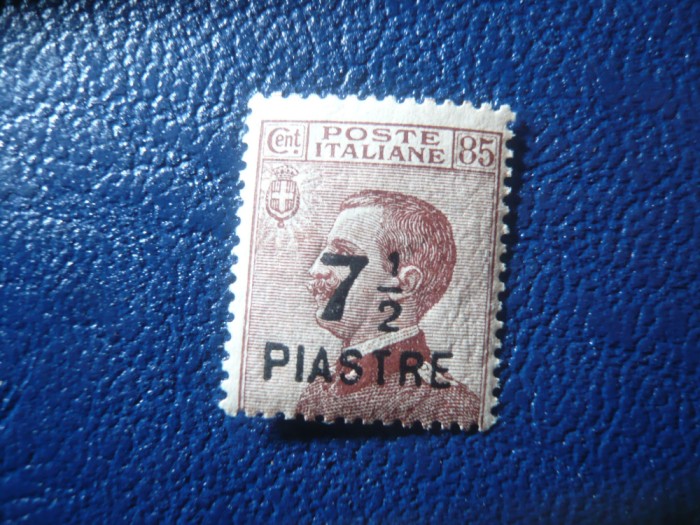 Cent POSTE ITALIANE 85
7 1/2
PIASTRE